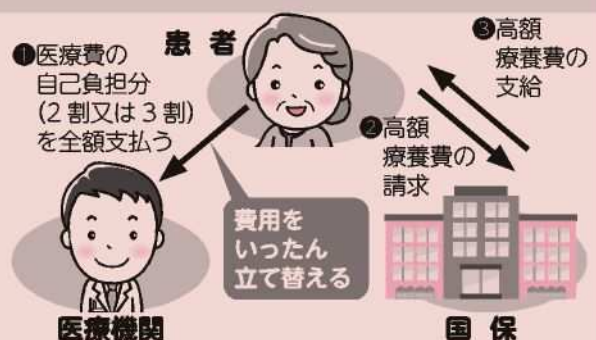 患者
❶医療費の
自己負担分
(2割又は3割)
を全額支払う
❸高額
療養費の
支給
❷高額
療養費の
請求
費用を
いったん
立て替える
医療機関
国保